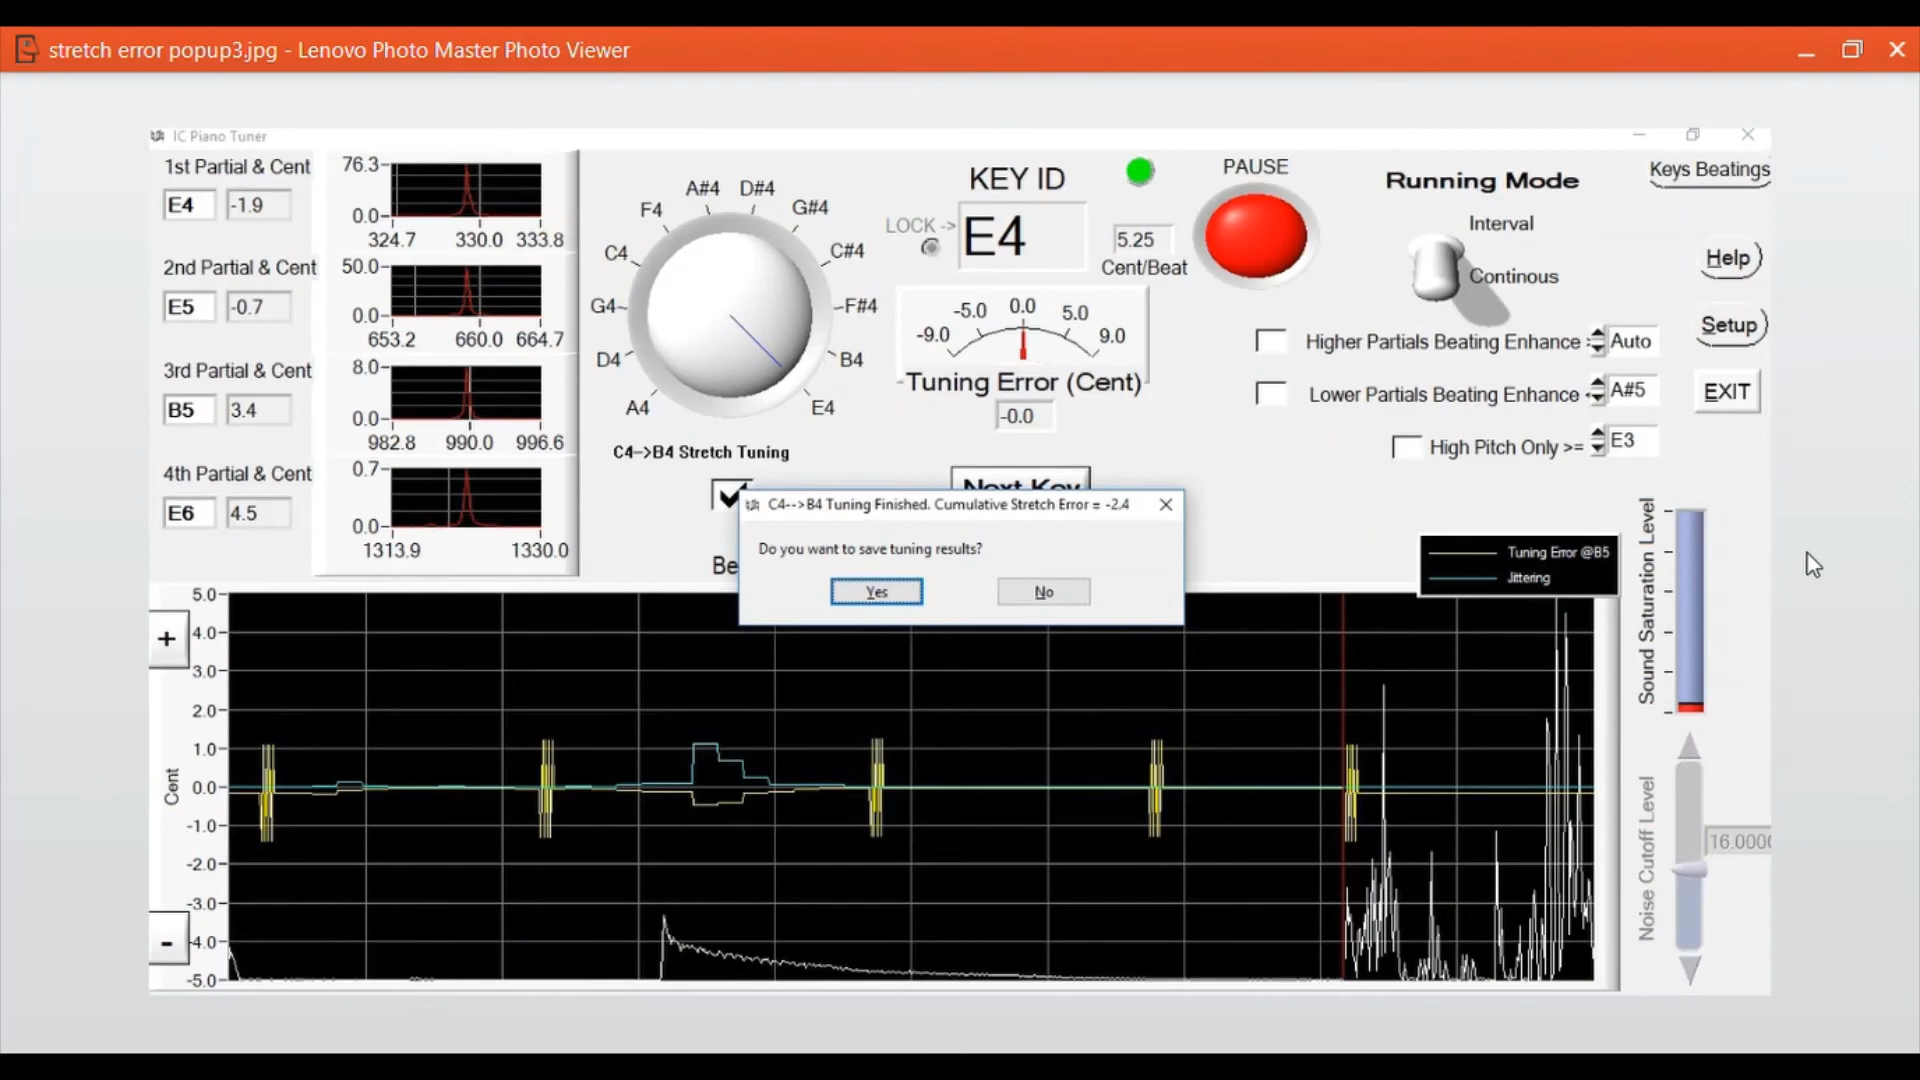 stretch error popup3.jpg - Lenovo Photo Master Photo Viewer
IC Piano Tuner
1st Partial & Cent
E4 -1.9
76.3
0.0
324.7 330.0 333.8
2nd Partial & Cent
E5 -0.7
50.0
0.0
653.2 660.0 664.7
3rd Partial & Cent
B5 3.4
8.0
0.0
982.8 990.0 996.6
4th Partial & Cent
E6 4.5
0.7
0.0
1313.9 1330.0
A#4 D#4
F4 G#4
C4 C#4
G4 F#4
D4 B4
A4 E4
C4->B4 Stretch Tuning
KEY ID
LOCK ->
E4
5.25
Cent/Beat
-9.0 -5.0 0.0 5.0 9.0
Tuning Error (Cent)
-0.0
Next Key
PAUSE
Running Mode
Interval
Continous
Higher Partials Beating Enhance : Auto
Lower Partials Beating Enhance A#5
High Pitch Only >= E3
Keys Beatings
Help
Setup
EXIT
C4-->B4 Tuning Finished. Cumulative Stretch Error = -2.4
Do you want to save tuning results?
Yes No
Be
Tuning Error @B5
Jittering
Sound Saturation Level
+
-
Cent
5.0
4.0
3.0
2.0
1.0
0.0
-1.0
-2.0
-3.0
-4.0
-5.0
Noise Cutoff Level
16.000